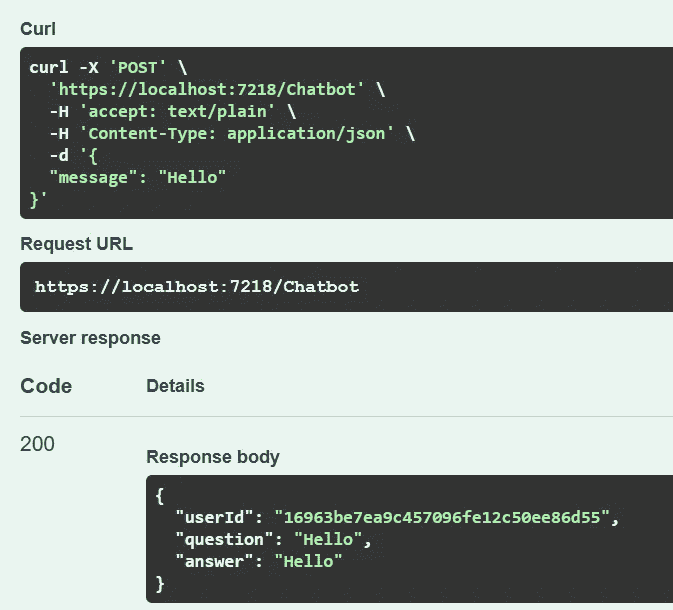 Curl
curl -X 'POST' \
'https://localhost:7218/Chatbot' \
-H 'accept: text/plain' \
-H 'Content-Type: application/json' \
-d '{
"message": "Hello"
}'
Request URL
https://localhost:7218/Chatbot
Server response
Code Details
200
Response body
{
"userId": "16963be7ea9c457096fe12c50ee86d55",
"question": "Hello",
"answer": "Hello"
}